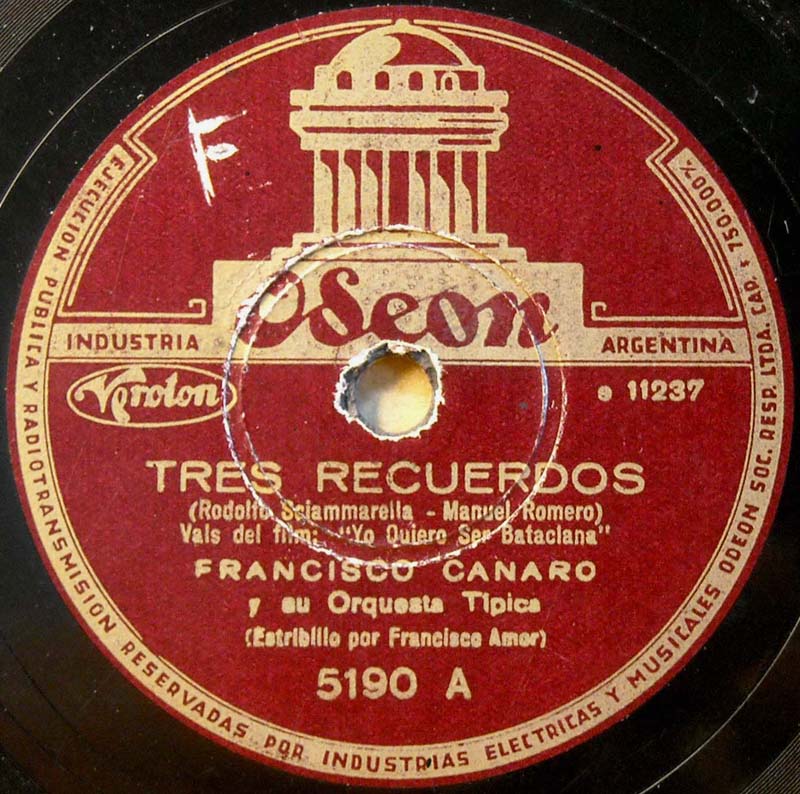 F
Odeon
INDUSTRIA ARGENTINA
Veroton
e 11237
TRES RECUERDOS
(Rodolfo Sciammarella - Manuel Romero)
Vals del film: "Yo Quiero Ser Bataclana"
FRANCISCO CANARO
y su Orquesta Tipica
(Estribillo por Francisco Amor)
5190 A
EJECUCION PUBLICA Y RADIOTRANSMISION RESERVADAS POR INDUSTRIAS ELECTRICAS Y MUSICALES ODEON SOC. RESP. LTDA. CAP. $ 750.000%